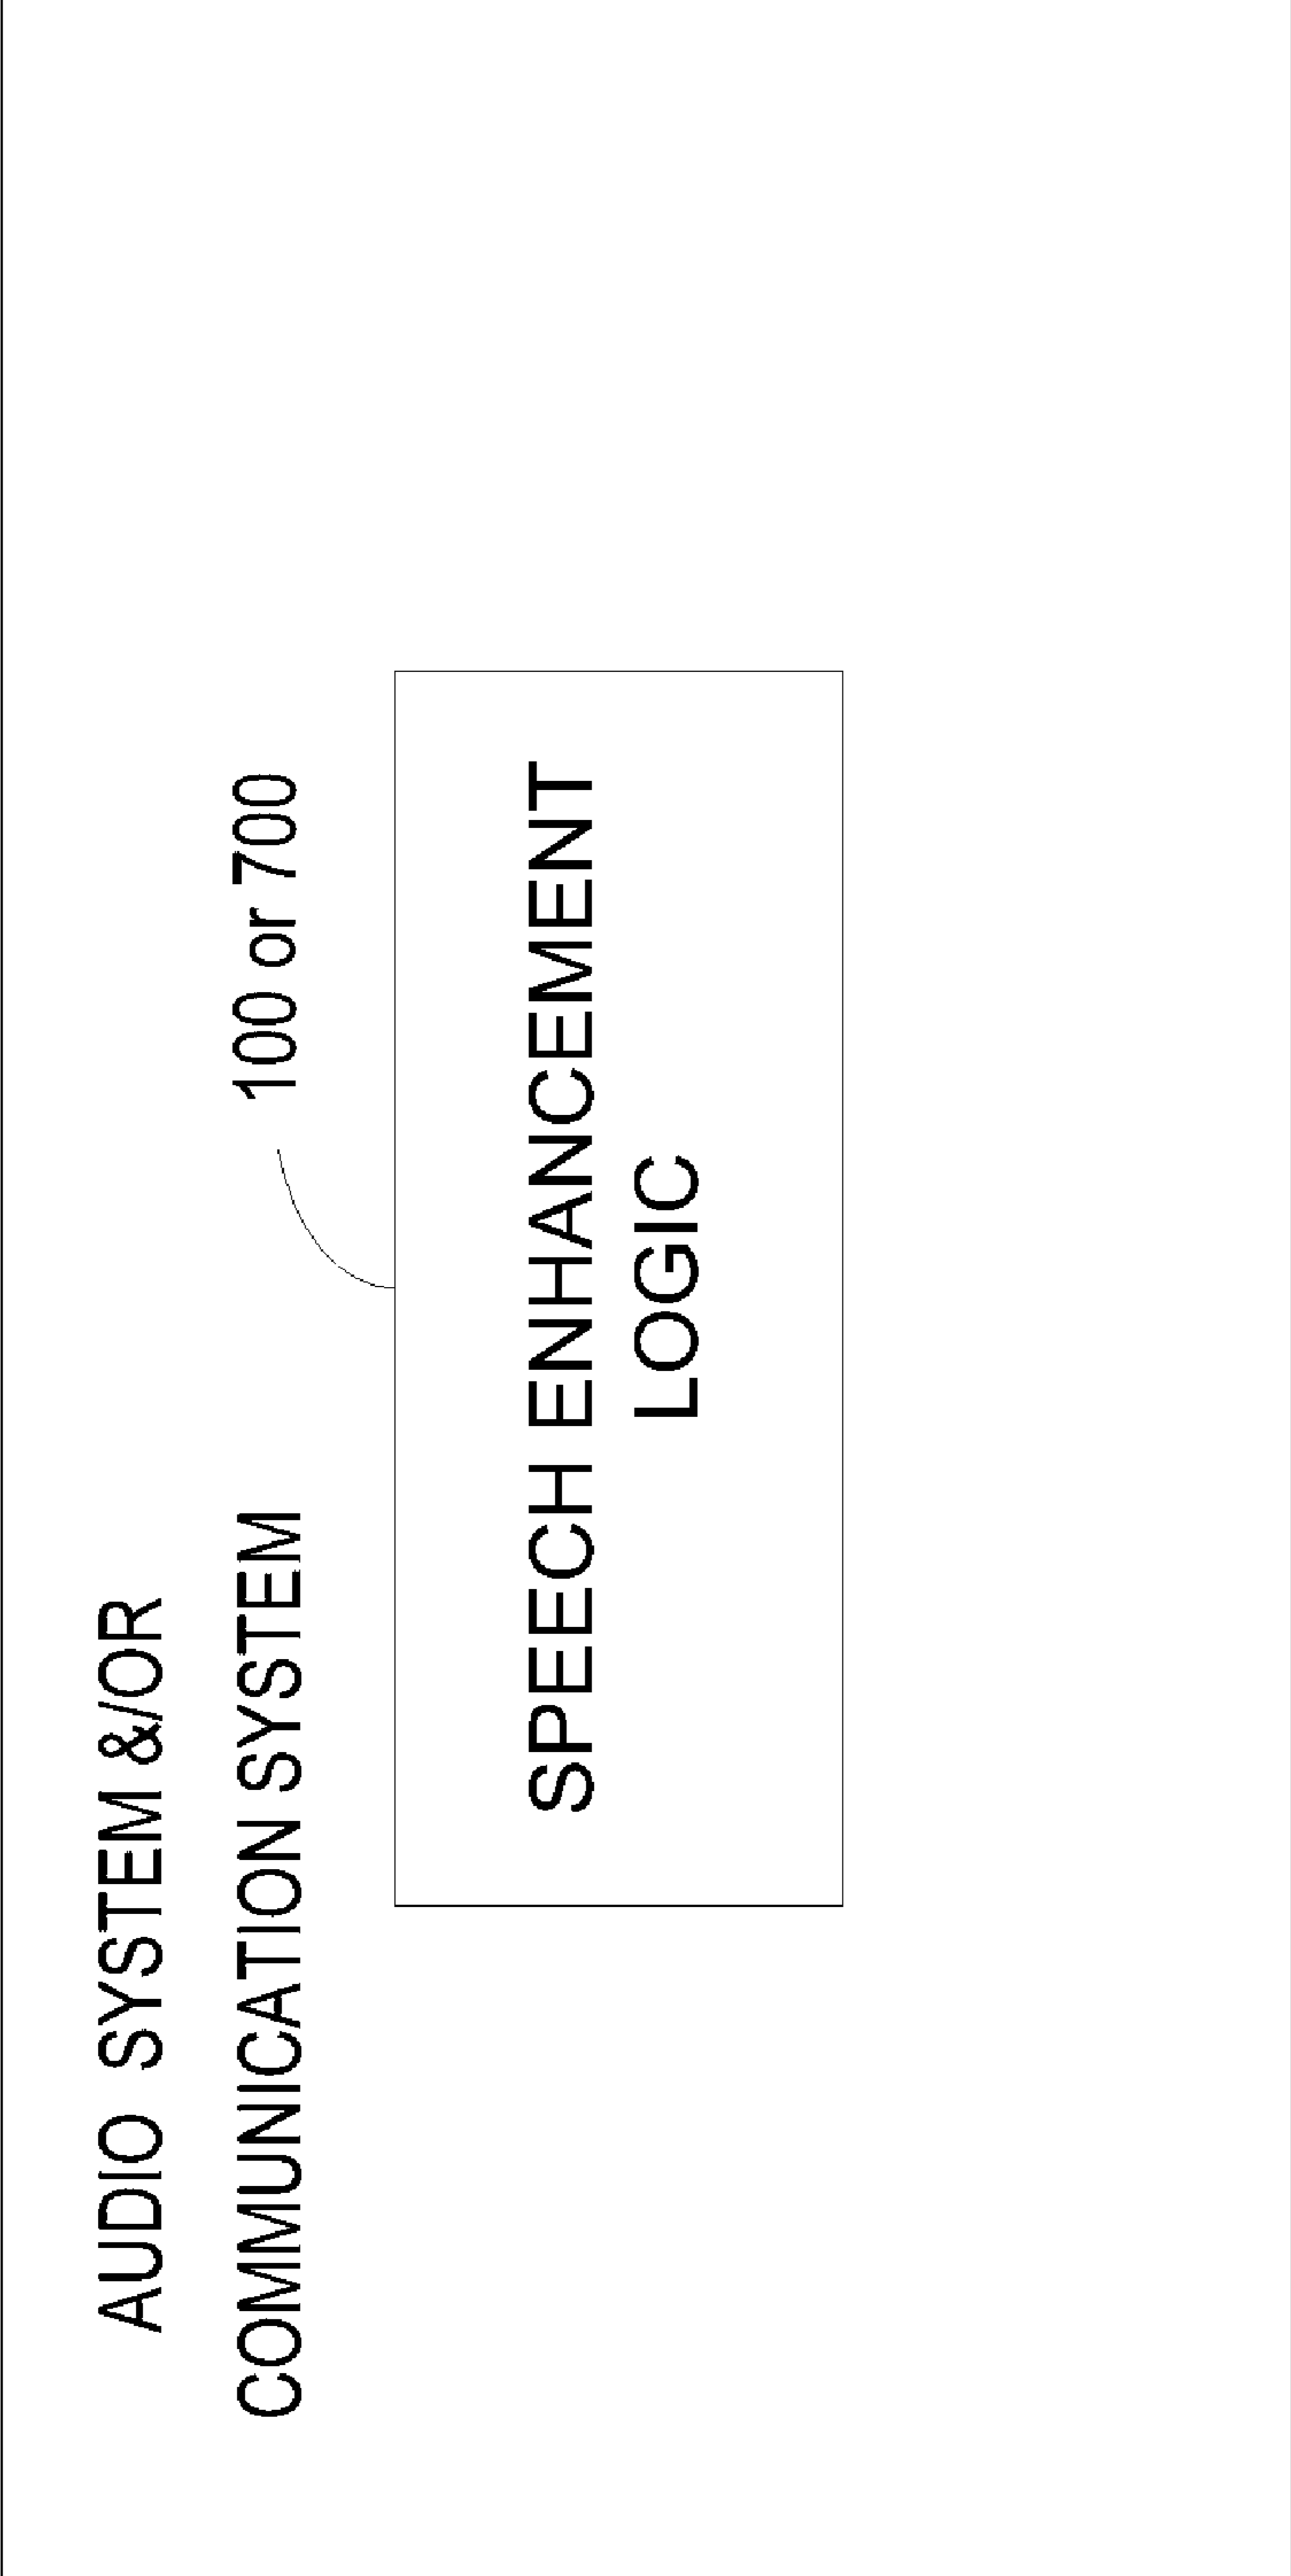 AUDIO SYSTEM &/OR
COMMUNICATION SYSTEM
100 or 700
SPEECH ENHANCEMENT
LOGIC